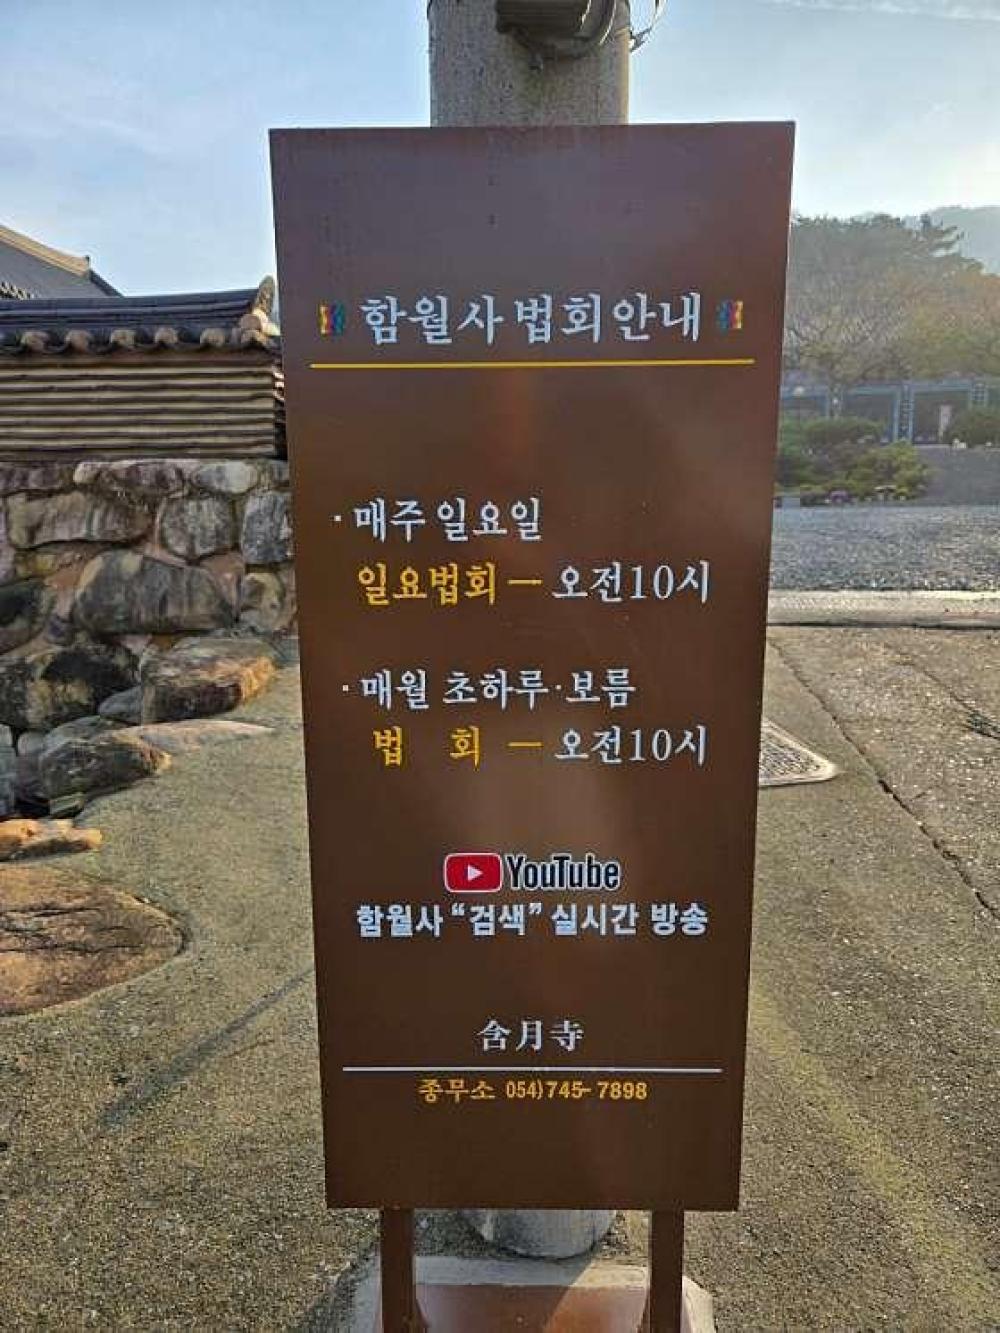 함월사 법회안내
· 매주 일요일
일요법회 — 오전10시
· 매월 초하루·보름
법 회 — 오전10시
YouTube
함월사 “검색” 실시간 방송
含月寺
종무소 054)745-7898